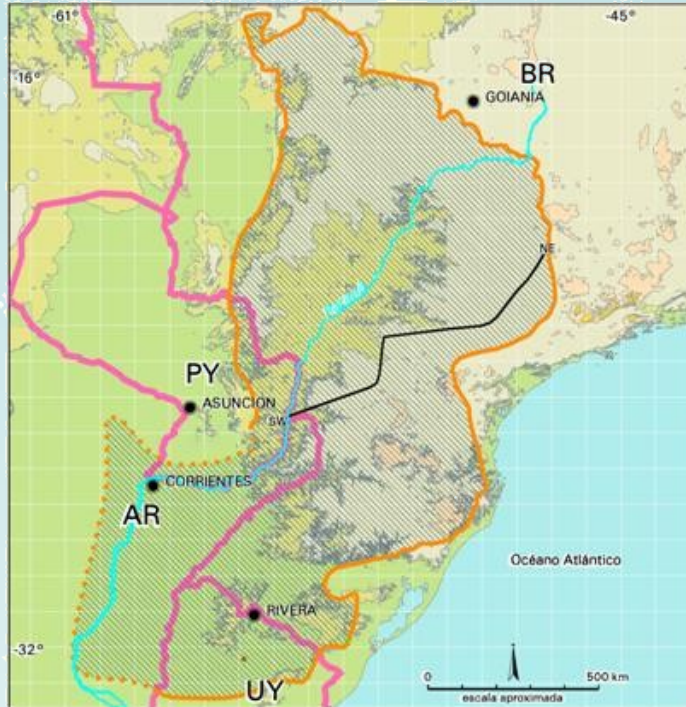 -61°
-45°
-16°
BR
GOIANIA
NE
PY
ASUNCION
SW
CORRIENTES
AR
Océano Atlántico
RIVERA
-32°
UY
0
500 km
escala aproximada